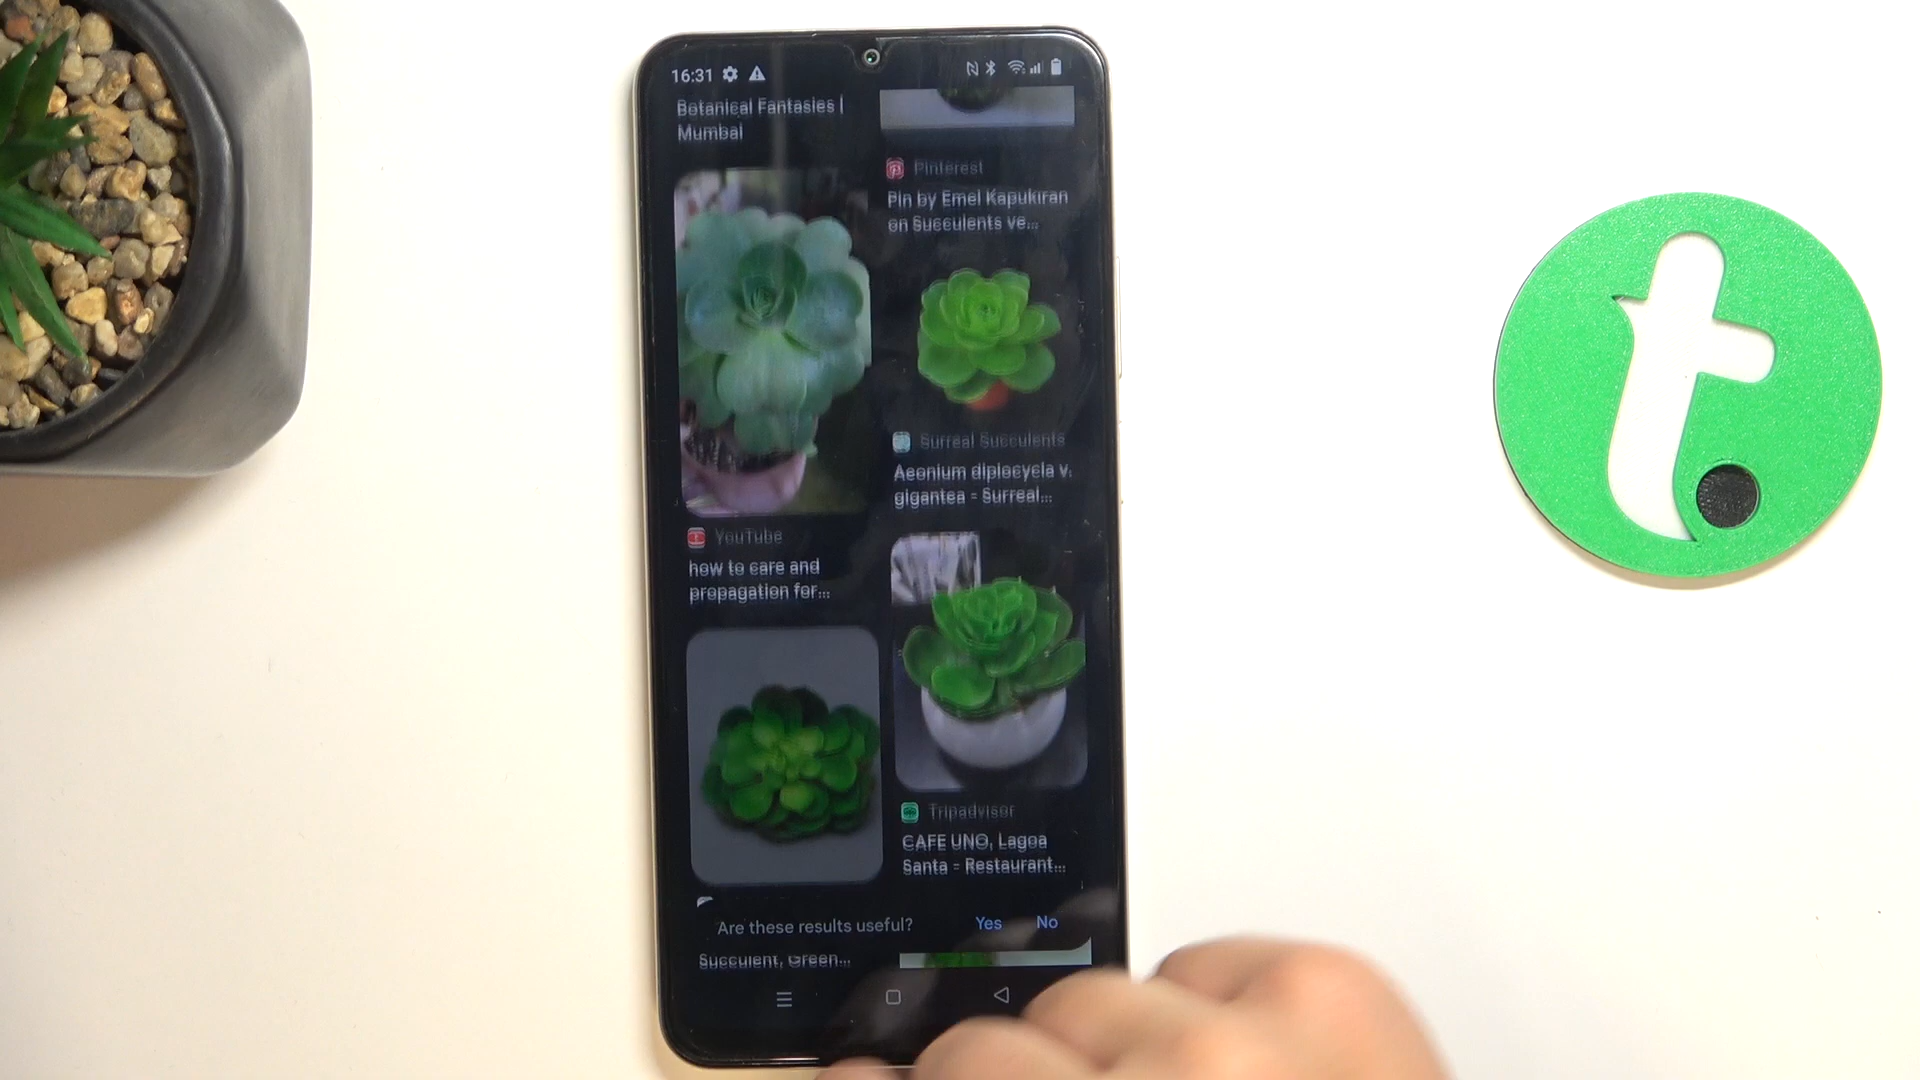 16:31
Botanical Fantasies |
Mumbai
Pinterest
Pin by Emel Kapukiran
on Succulents ve...
Surreal Succulents
Aeonium diplocycla v.
gigantea - Surreal...
YouTube
how to care and
propagation for...
Tripadvisor
CAFE UNO, Lagoa
Santa - Restaurant...
Are these results useful?
Yes
No
Succulent, Green...
t